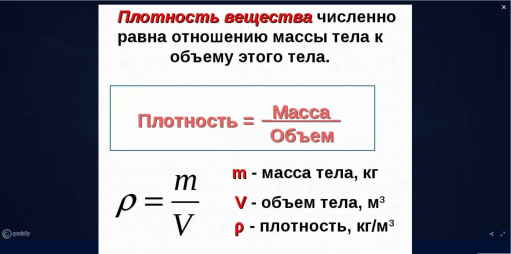 Плотность вещества численно
равна отношению массы тела к
объему этого тела.
Плотность = Масса
Объем
ρ = m
V
m - масса тела, кг
V - объем тела, м³
ρ - плотность, кг/м³